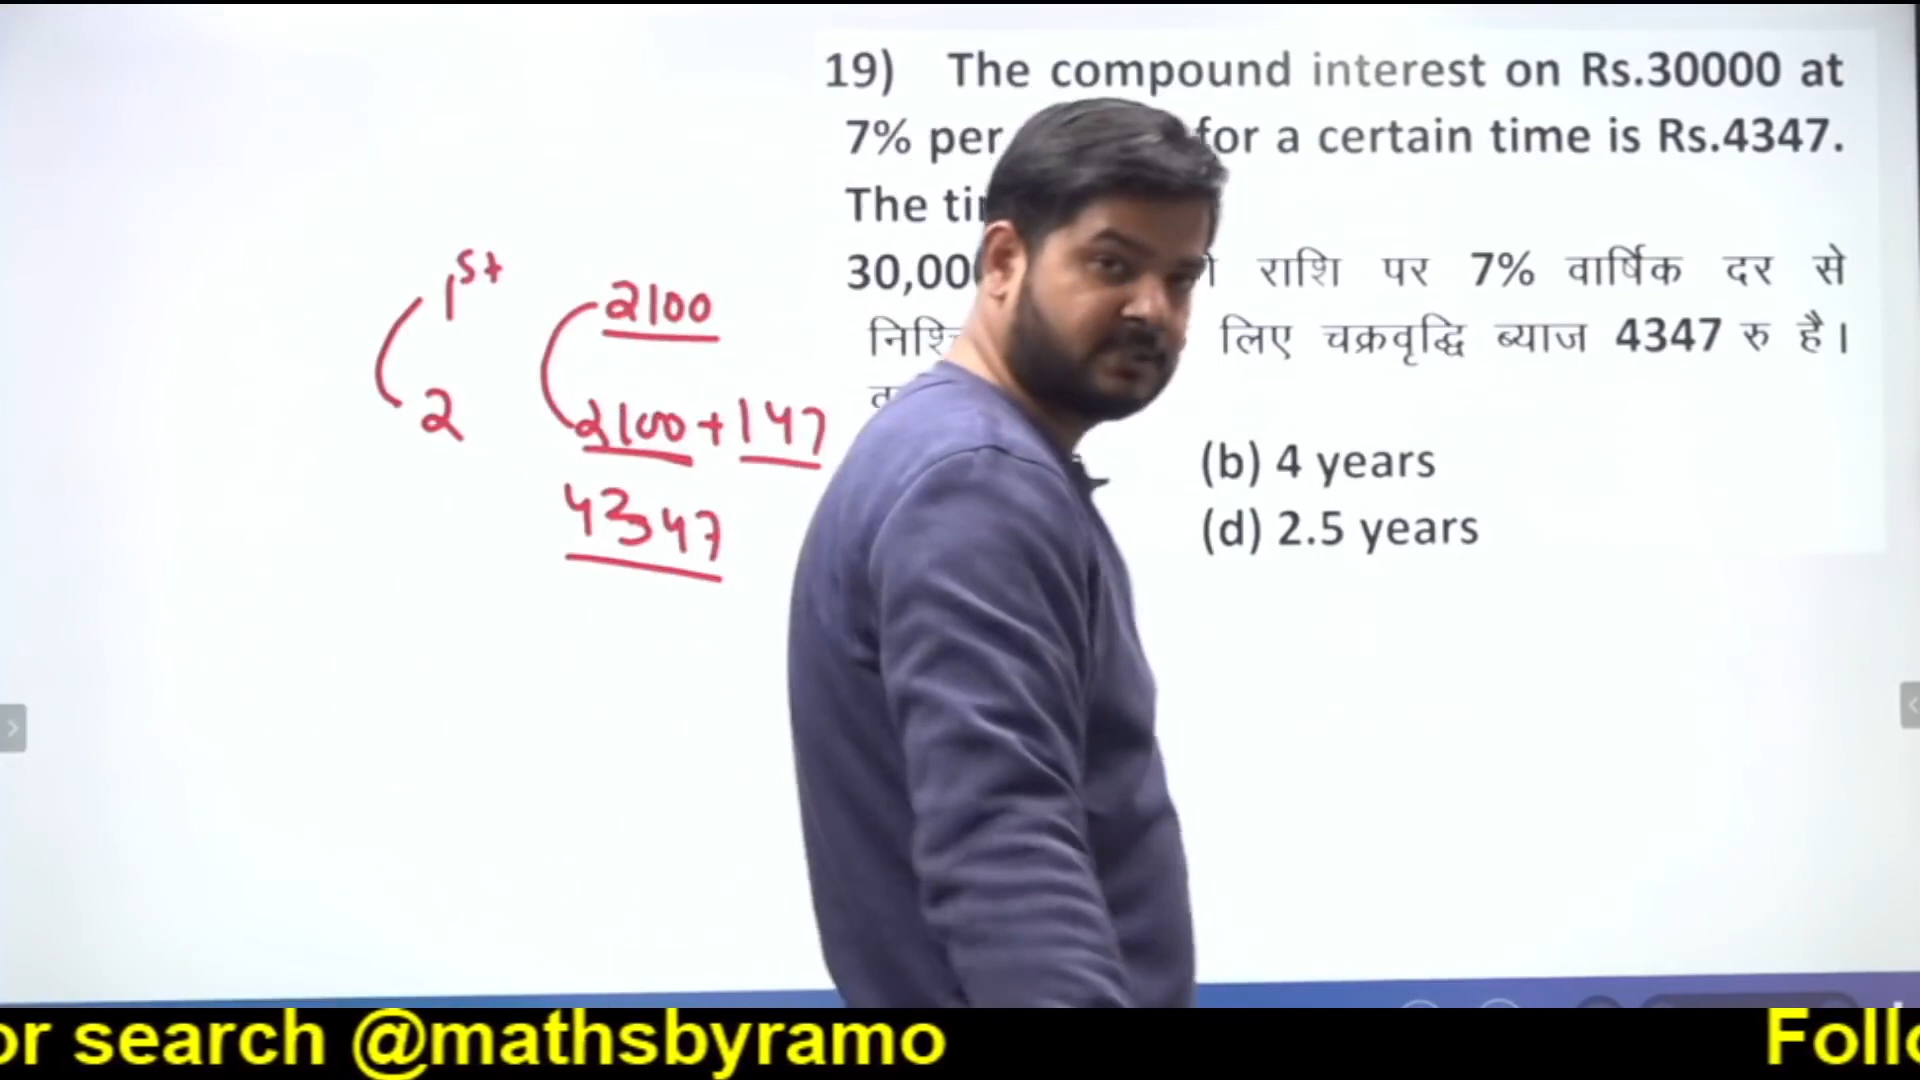 19) The compound interest on Rs.30000 at
7% per for a certain time is Rs.4347.
The
30,00 राशि पर 7% वार्षिक दर से
लिए चक्रवृद्धि ब्याज 4347 रु है।
(b) 4 years
(d) 2.5 years
1st 2100
2 2100+147
4347
or search @mathsbyramo
Follo